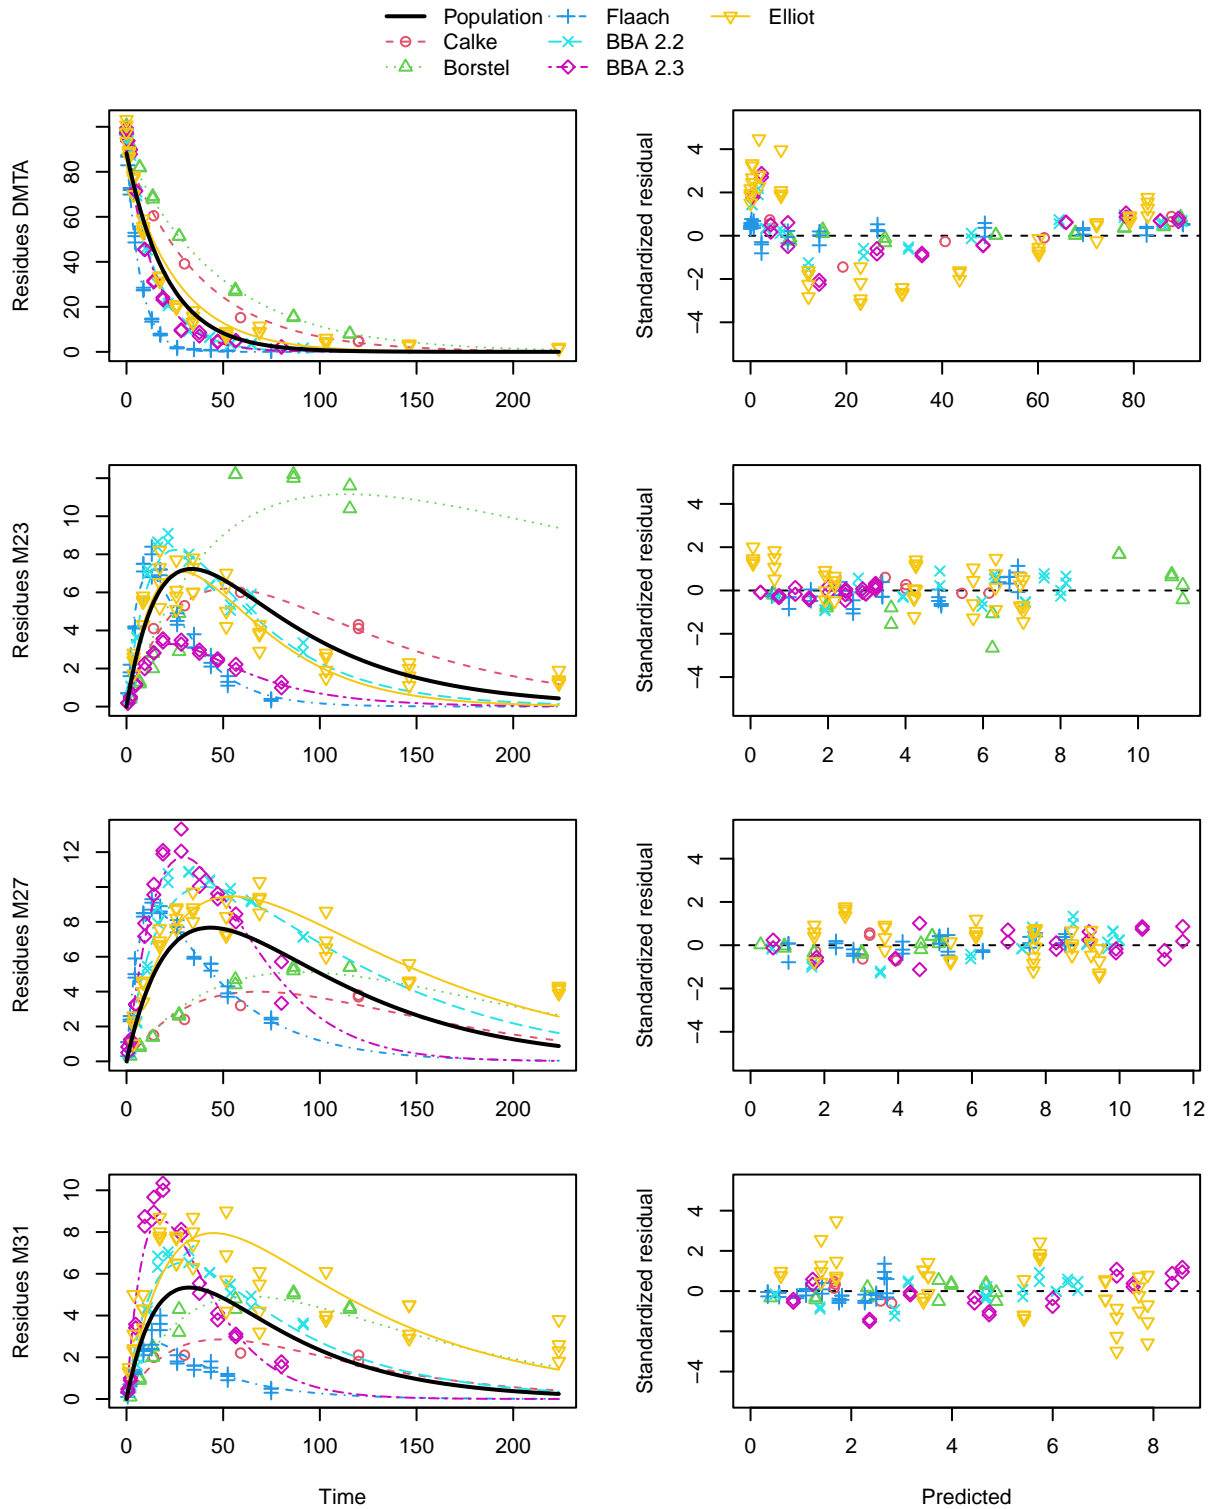 Population Flaach Elliot
Calke BBA 2.2
Borstel BBA 2.3
Residues DMTA
0 20 40 60 80
0 50 100 150 200
Standardized residual
−4 −2 0 2 4
0 20 40 60 80
Residues M23
0 2 4 6 8 10
0 50 100 150 200
Standardized residual
−4 −2 0 2 4
0 2 4 6 8 10
Residues M27
0 2 4 6 8 10 12
0 50 100 150 200
Standardized residual
−4 −2 0 2 4
0 2 4 6 8 10 12
Residues M31
0 2 4 6 8 10
0 50 100 150 200
Time
Standardized residual
−4 −2 0 2 4
0 2 4 6 8
Predicted